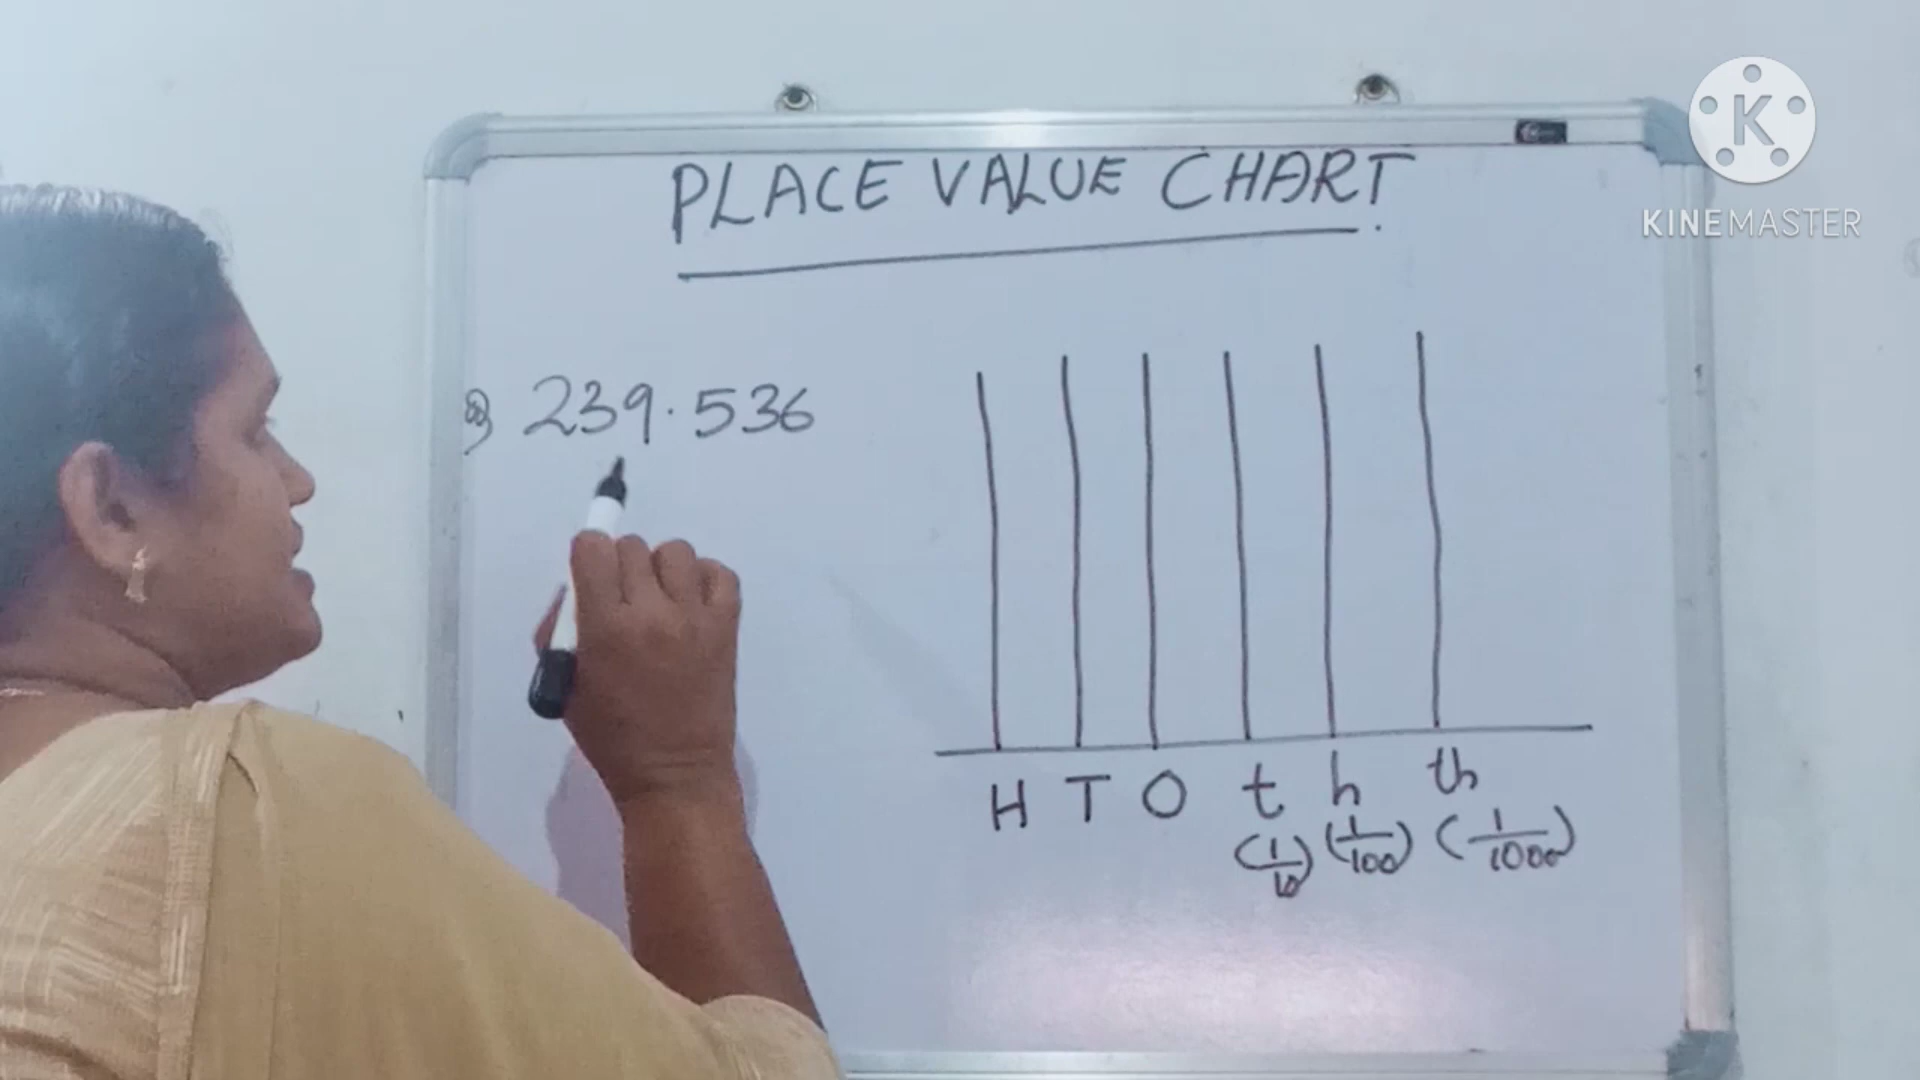 PLACE VALUE CHART.
239.536
H T O t h th
(1/10) (1/100) (1/1000)
K
KINEMASTER